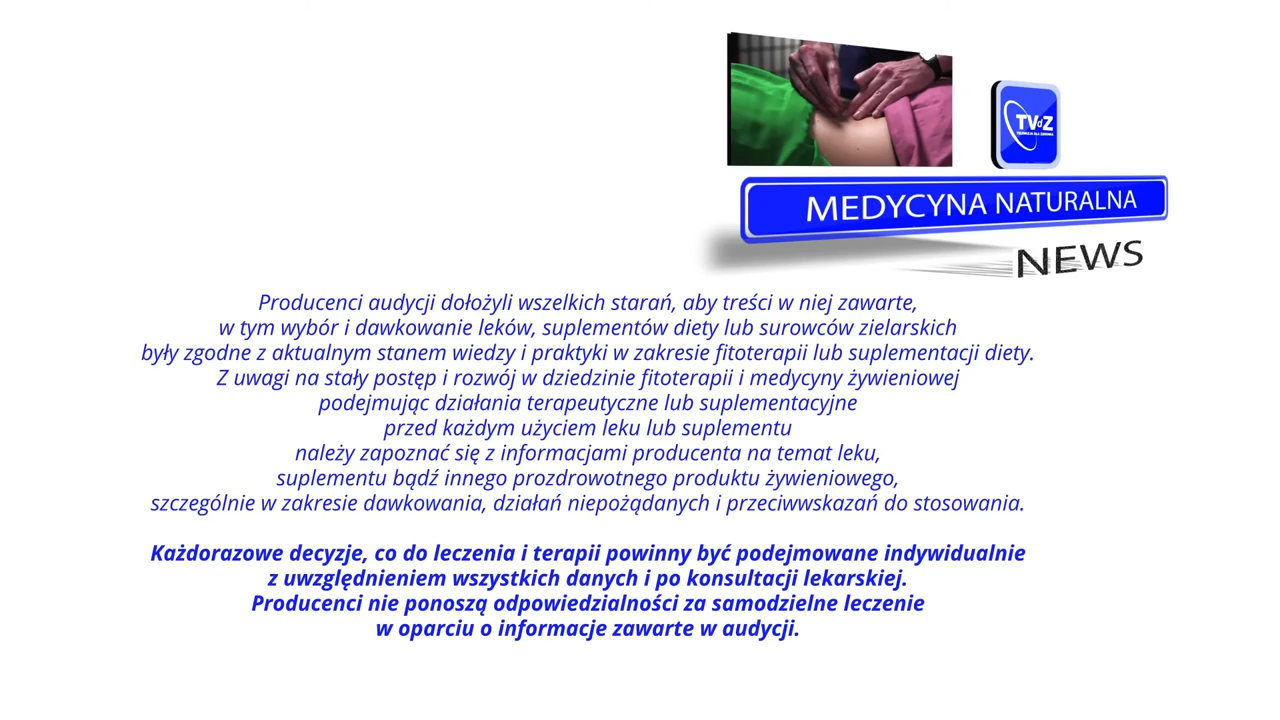 TVdZ
TELEWIZJA DLA ZDROWIA
MEDYCYNA NATURALNA
NEWS
Producenci audycji dołożyli wszelkich starań, aby treści w niej zawarte,
w tym wybór i dawkowanie leków, suplementów diety lub surowców zielarskich
były zgodne z aktualnym stanem wiedzy i praktyki w zakresie fitoterapii lub suplementacji diety.
Z uwagi na stały postęp i rozwój w dziedzinie fitoterapii i medycyny żywieniowej
podejmując działania terapeutyczne lub suplementacyjne
przed każdym użyciem leku lub suplementu
należy zapoznać się z informacjami producenta na temat leku,
suplementu bądź innego prozdrowotnego produktu żywieniowego,
szczególnie w zakresie dawkowania, działań niepożądanych i przeciwwskazań do stosowania.
Każdorazowe decyzje, co do leczenia i terapii powinny być podejmowane indywidualnie
z uwzględnieniem wszystkich danych i po konsultacji lekarskiej.
Producenci nie ponoszą odpowiedzialności za samodzielne leczenie
w oparciu o informacje zawarte w audycji.